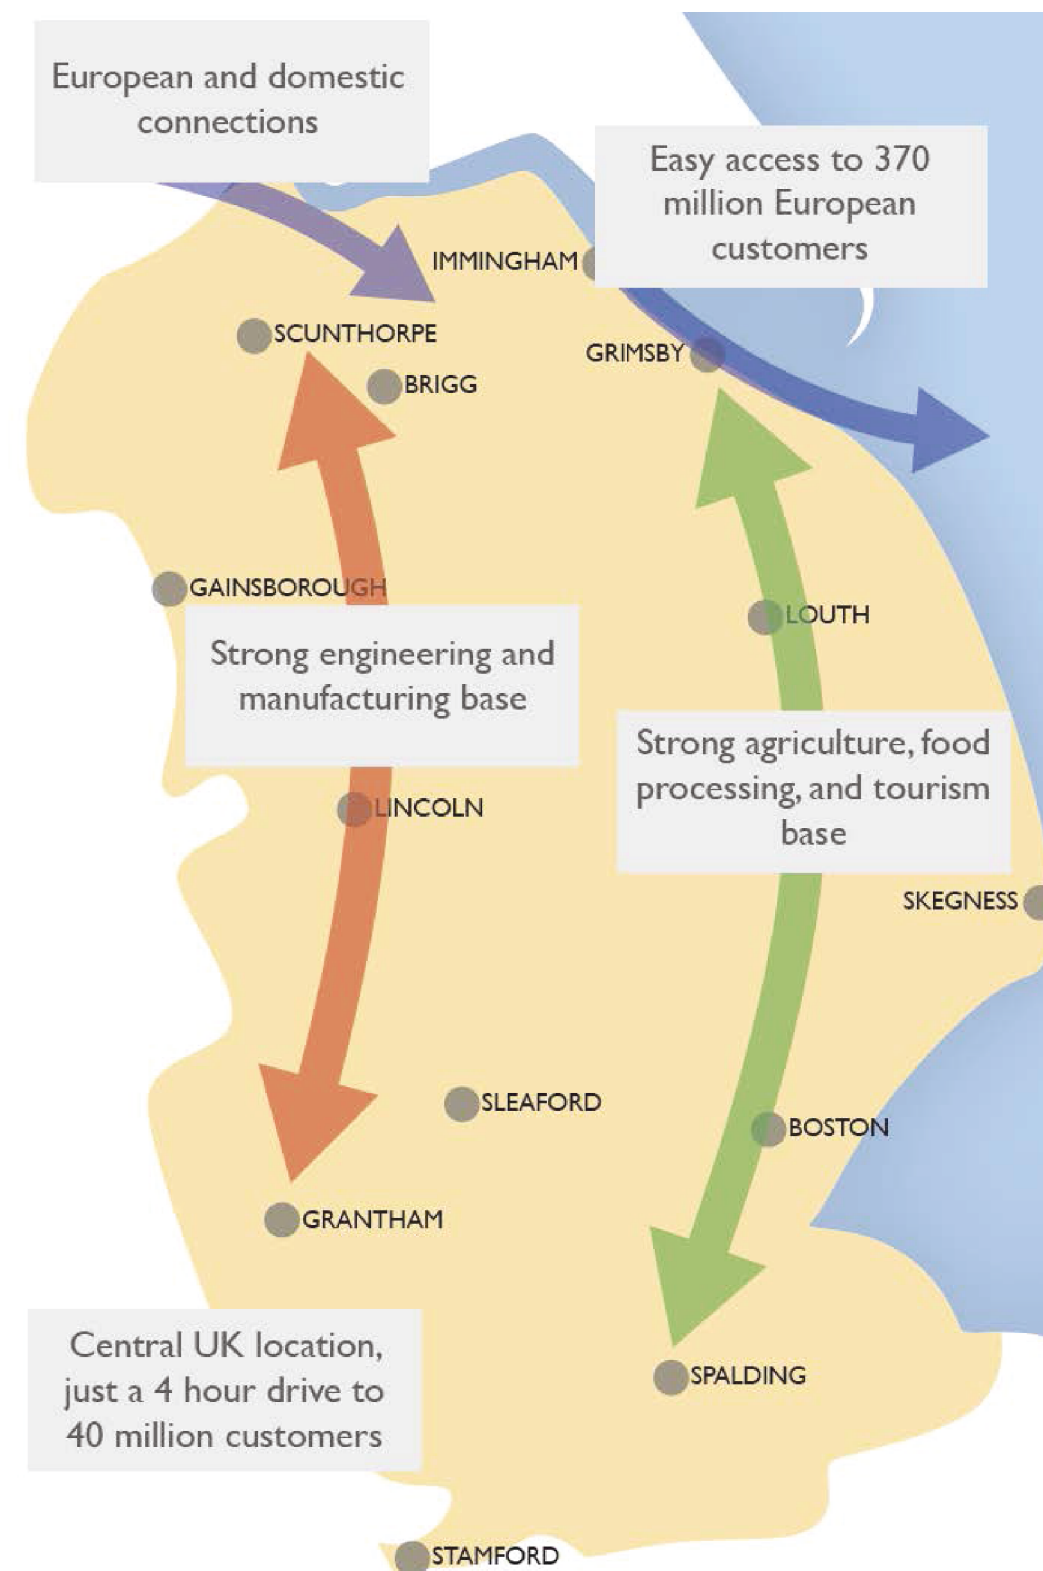 European and domestic
connections
Easy access to 370
million European
customers
IMMINGHAM
SCUNTHORPE
GRIMSBY
BRIGG
GAINSBOROUGH
LOUTH
Strong engineering and
manufacturing base
Strong agriculture, food
processing, and tourism
base
LINCOLN
SKEGNESS
SLEAFORD
BOSTON
GRANTHAM
Central UK location,
just a 4 hour drive to
40 million customers
SPALDING
STAMFORD